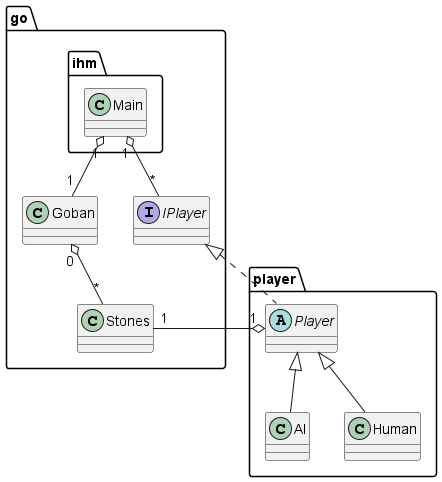 go
ihm
C Main
1 1
1 *
C Goban
I IPlayer
0
*
player
C Stones
1 1
A Player
C AI
C Human